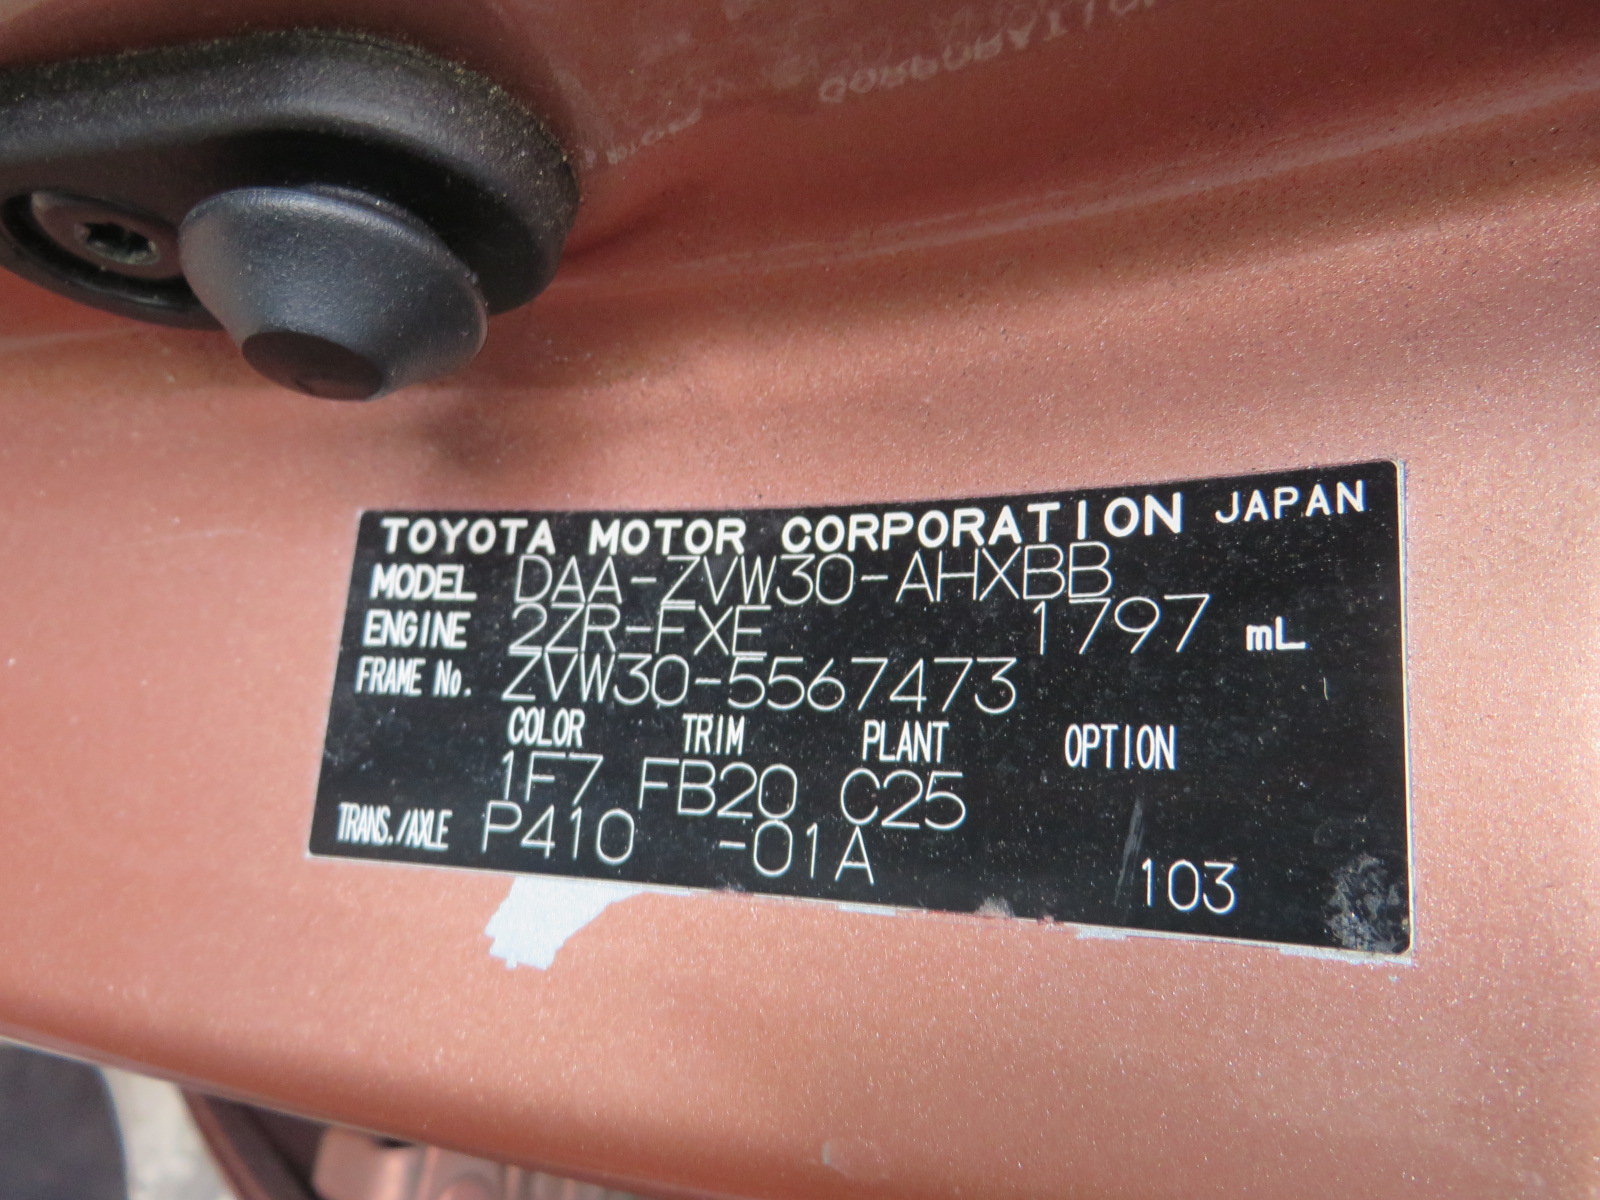 TOYOTA MOTOR CORPORATION JAPAN
MODEL DAA-ZVW30-AHXBB
ENGINE 2ZR-FXE 1797 mL
FRAME No. ZVW30-5567473
COLOR TRIM PLANT OPTION
1F7 FB20 C25
TRANS./AXLE P410 -01A
103